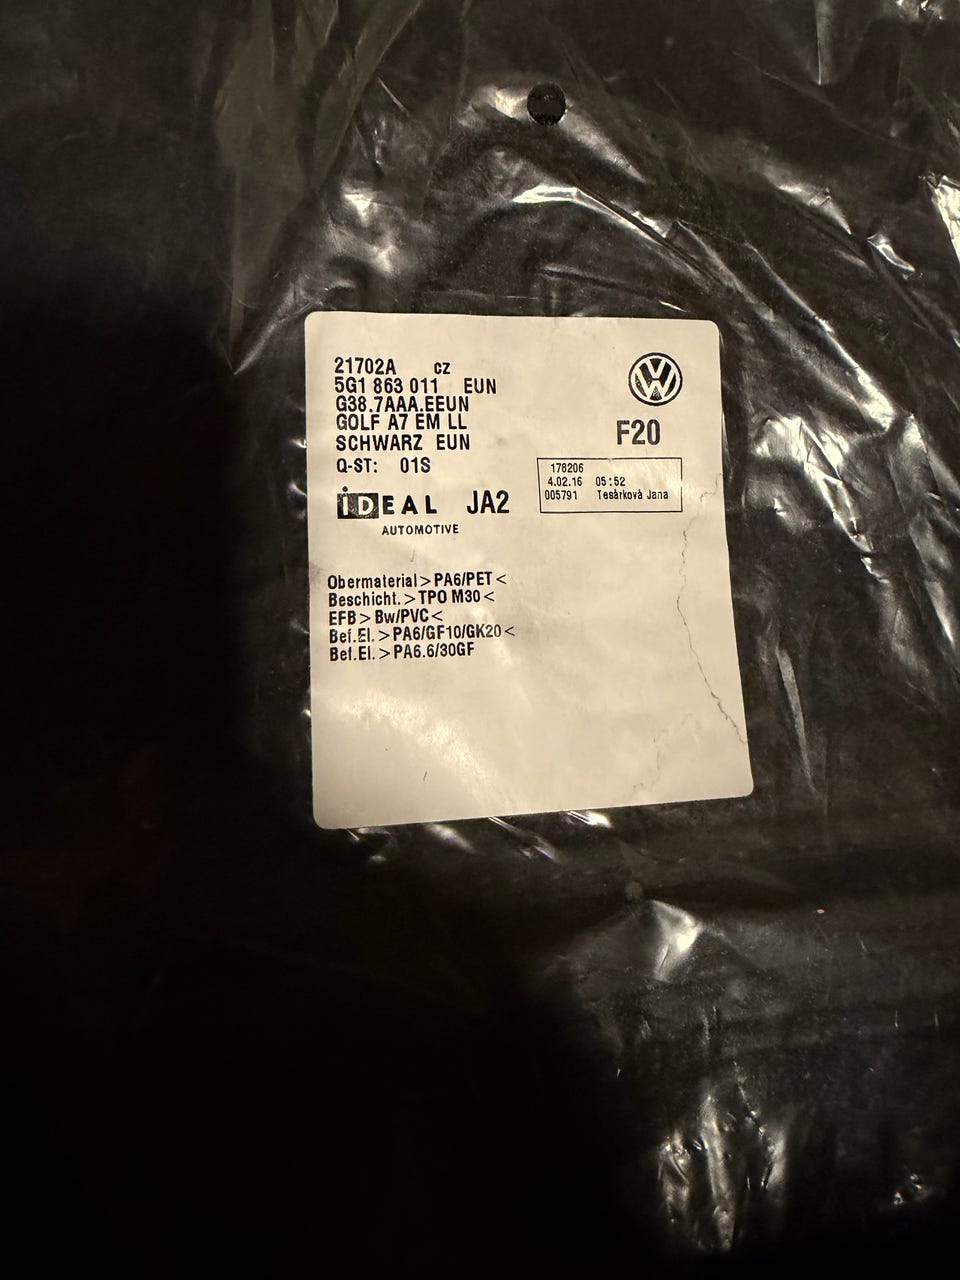 21702A CZ
5G1 863 011 EUN
G38.7AAA.EEUN
GOLF A7 EM LL
SCHWARZ EUN
Q-ST: 01S
F20
178206
4.02.16 05:52
005791 Tesárková Jana
iDEAL JA2
AUTOMOTIVE
Obermaterial>PA6/PET<
Beschicht.>TPO M30<
EFB>Bw/PVC<
Bef.El.>PA6/GF10/GK20<
Bef.El.>PA6.6/30GF